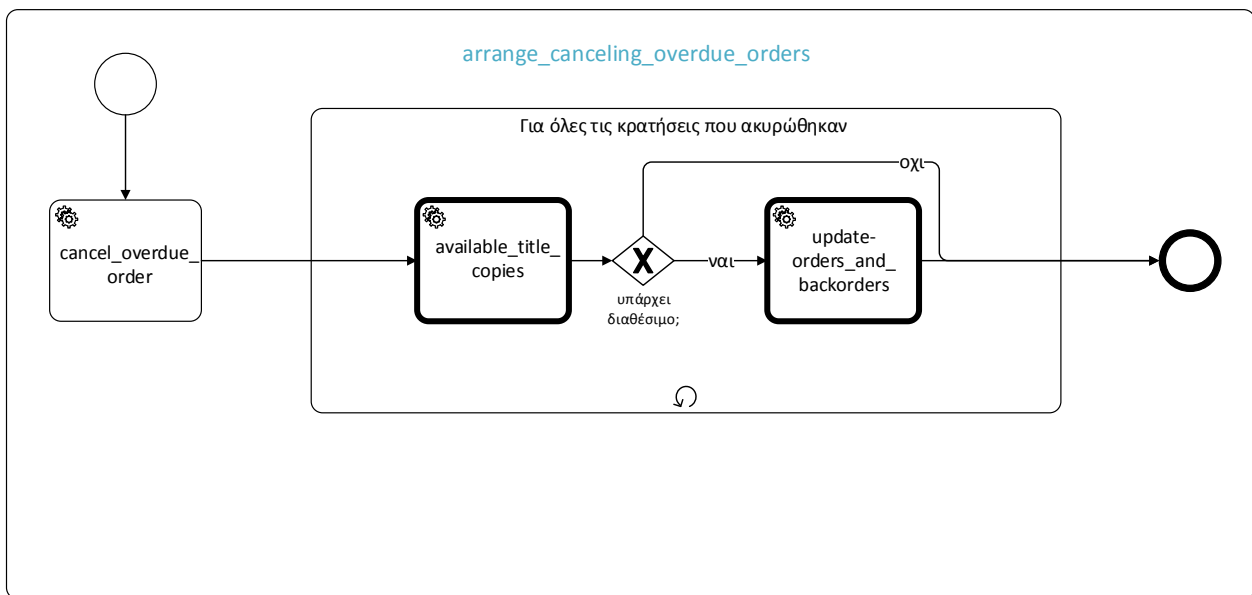 arrange_canceling_overdue_orders
Για όλες τις κρατήσεις που ακυρώθηκαν
cancel_overdue_
order
available_title_
copies
υπάρχει
διαθέσιμο;
ναι
οχι
update-
orders_and_
backorders